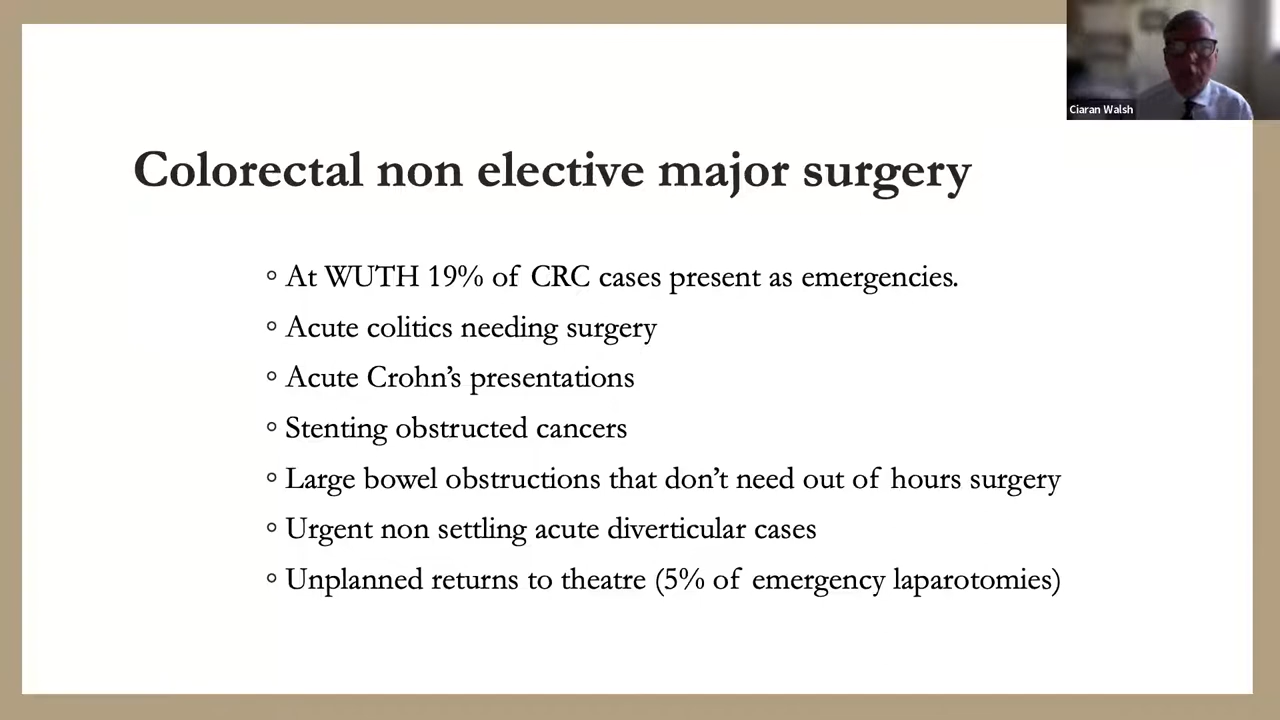 Ciaran Walsh
Colorectal non elective major surgery
◦ At WUTH 19% of CRC cases present as emergencies.
◦ Acute colitics needing surgery
◦ Acute Crohn’s presentations
◦ Stenting obstructed cancers
◦ Large bowel obstructions that don’t need out of hours surgery
◦ Urgent non settling acute diverticular cases
◦ Unplanned returns to theatre (5% of emergency laparotomies)